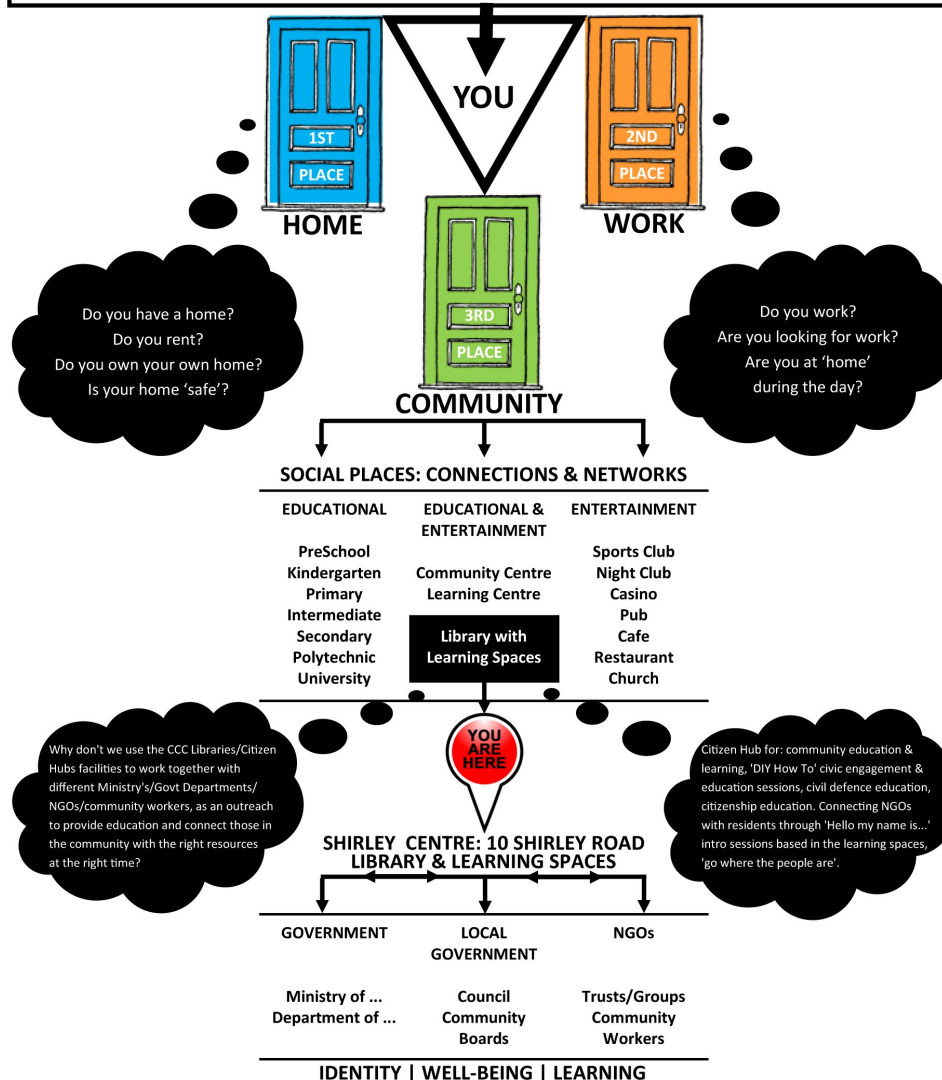 YOU
1ST
PLACE
HOME
2ND
PLACE
WORK
3RD
PLACE
COMMUNITY
Do you have a home?
Do you rent?
Do you own your own home?
Is your home ‘safe’?
Do you work?
Are you looking for work?
Are you at ‘home’
during the day?
SOCIAL PLACES: CONNECTIONS & NETWORKS
EDUCATIONAL
PreSchool
Kindergarten
Primary
Intermediate
Secondary
Polytechnic
University
EDUCATIONAL &
ENTERTAINMENT
Community Centre
Learning Centre
Library with
Learning Spaces
ENTERTAINMENT
Sports Club
Night Club
Casino
Pub
Cafe
Restaurant
Church
YOU
ARE
HERE
Why don't we use the CCC Libraries/Citizen
Hubs facilities to work together with
different Ministry's/Govt Departments/
NGOs/community workers, as an outreach
to provide education and connect those in
the community with the right resources
at the right time?
Citizen Hub for: community education &
learning, 'DIY How To' civic engagement &
education sessions, civil defence education,
citizenship education. Connecting NGOs
with residents through 'Hello my name is...'
intro sessions based in the learning spaces,
'go where the people are'.
SHIRLEY CENTRE: 10 SHIRLEY ROAD
LIBRARY & LEARNING SPACES
GOVERNMENT
Ministry of ...
Department of ...
LOCAL
GOVERNMENT
Council
Community
Boards
NGOs
Trusts/Groups
Community
Workers
IDENTITY | WELL-BEING | LEARNING